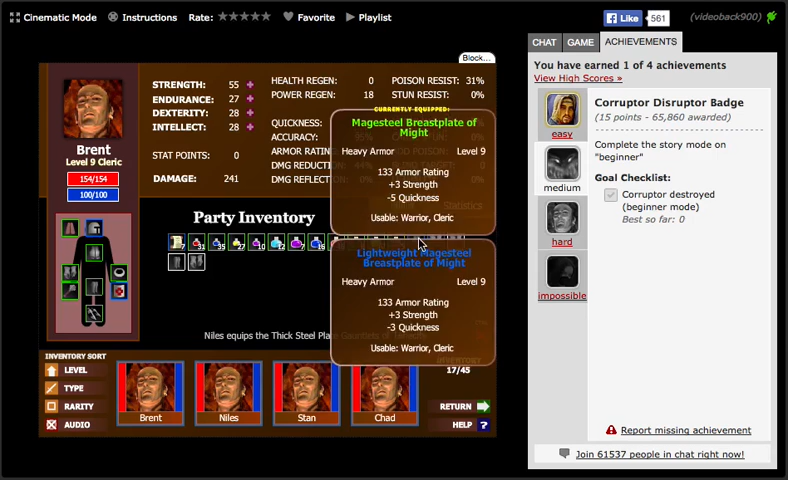 Cinematic Mode
Instructions
Rate:
Favorite
Playlist
Like
561
(videoback900)
CHAT
GAME
ACHIEVEMENTS
You have earned 1 of 4 achievements
View High Scores »
easy
medium
hard
impossible
Corruptor Disruptor Badge
(15 points - 65,860 awarded)
Complete the story mode on
"beginner"
Goal Checklist:
Corruptor destroyed
(beginner mode)
Best so far: 0
Report missing achievement
Join 61537 people in chat right now!
Block...
Brent
Level 9 Cleric
154/154
100/100
STRENGTH: 55
ENDURANCE: 27
DEXTERITY: 28
INTELLECT: 28
STAT POINTS: 0
DAMAGE: 241
HEALTH REGEN: 0
POWER REGEN: 18
POISON RESIST: 31%
STUN RESIST: 0%
QUICKNESS:
ACCURACY:
ARMOR RATING
DMG REDUCTION:
DMG REFLECTION:
CURRENTLY EQUIPPED:
Magesteel Breastplate of
Might
Heavy Armor Level 9
133 Armor Rating
+3 Strength
-5 Quickness
Usable: Warrior, Cleric
Lightweight Magesteel
Breastplate of Might
Heavy Armor Level 9
133 Armor Rating
+3 Strength
-3 Quickness
Usable: Warrior, Cleric
Party Inventory
Niles equips the Thick Steel Plate Gauntlets of
INVENTORY SORT
LEVEL
TYPE
RARITY
AUDIO
Brent
Niles
Stan
Chad
INVENTORY
17/45
RETURN
HELP ?